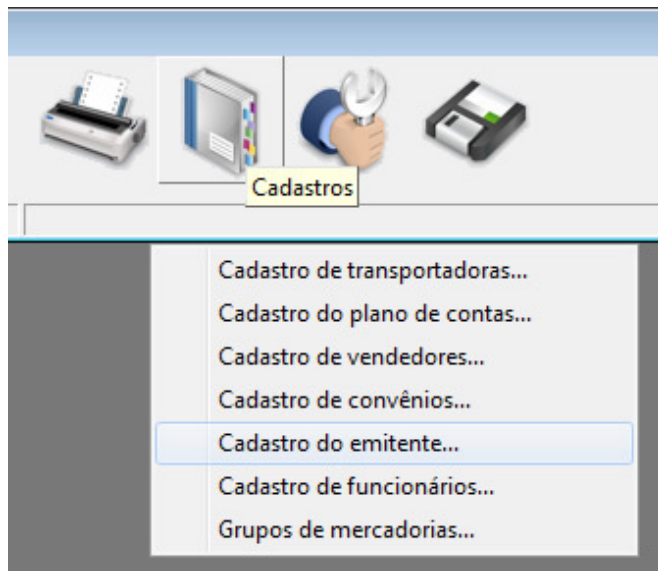 Cadastros
Cadastro de transportadoras...
Cadastro do plano de contas...
Cadastro de vendedores...
Cadastro de convênios...
Cadastro do emitente...
Cadastro de funcionários...
Grupos de mercadorias...